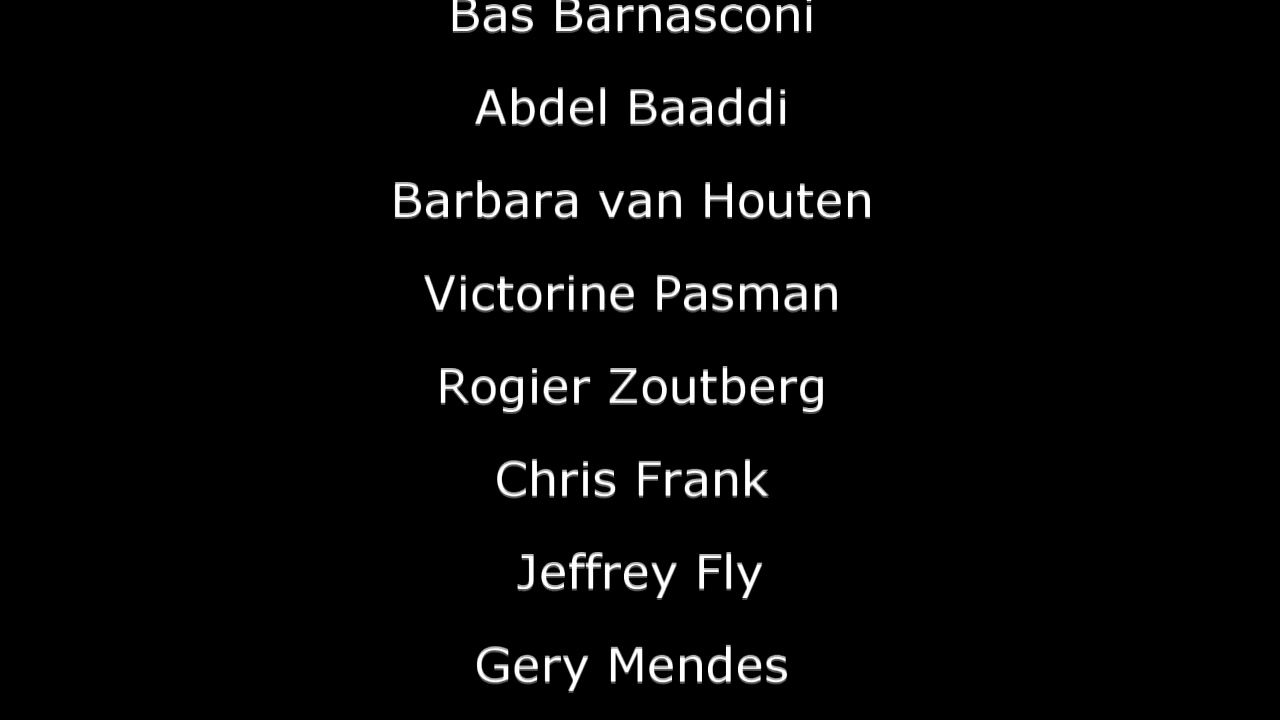 Bas Barnasconi
Abdel Baaddi
Barbara van Houten
Victorine Pasman
Rogier Zoutberg
Chris Frank
Jeffrey Fly
Gery Mendes